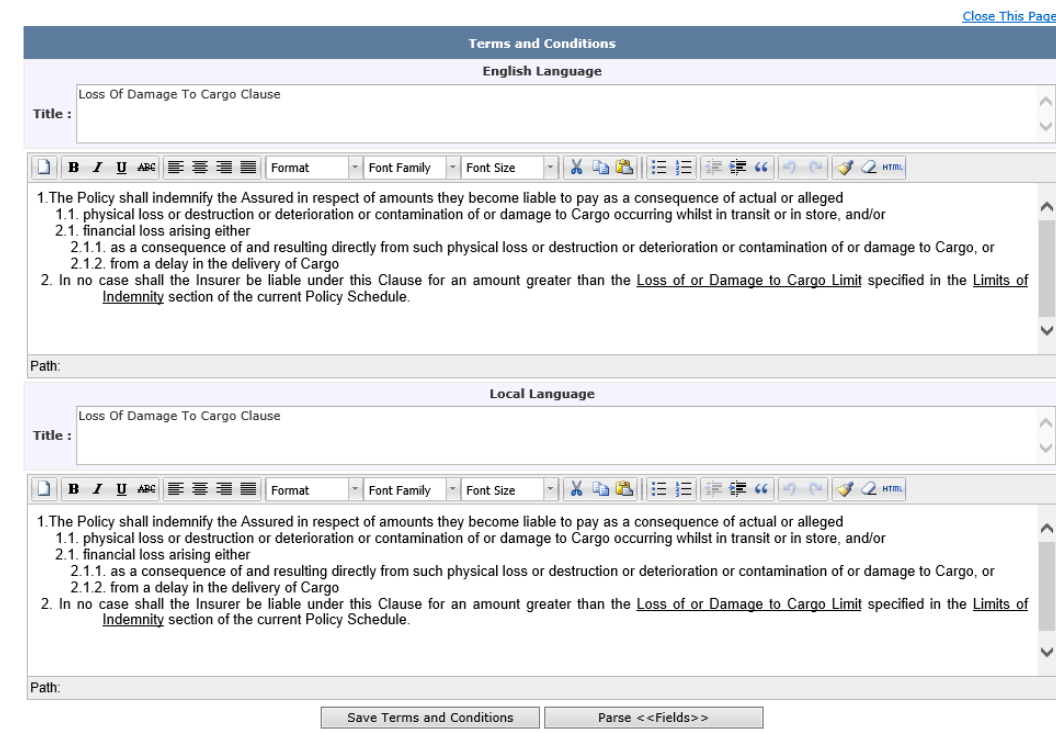 Close This Page
Terms and Conditions
English Language
Title :
Loss Of Damage To Cargo Clause
B I U ABC Format Font Family Font Size HTML
1.The Policy shall indemnify the Assured in respect of amounts they become liable to pay as a consequence of actual or alleged
1.1. physical loss or destruction or deterioration or contamination of or damage to Cargo occurring whilst in transit or in store, and/or
2.1. financial loss arising either
2.1.1. as a consequence of and resulting directly from such physical loss or destruction or deterioration or contamination of or damage to Cargo, or
2.1.2. from a delay in the delivery of Cargo
2. In no case shall the Insurer be liable under this Clause for an amount greater than the Loss of or Damage to Cargo Limit specified in the Limits of
Indemnity section of the current Policy Schedule.
Path:
Local Language
Title :
Loss Of Damage To Cargo Clause
B I U ABC Format Font Family Font Size HTML
1.The Policy shall indemnify the Assured in respect of amounts they become liable to pay as a consequence of actual or alleged
1.1. physical loss or destruction or deterioration or contamination of or damage to Cargo occurring whilst in transit or in store, and/or
2.1. financial loss arising either
2.1.1. as a consequence of and resulting directly from such physical loss or destruction or deterioration or contamination of or damage to Cargo, or
2.1.2. from a delay in the delivery of Cargo
2. In no case shall the Insurer be liable under this Clause for an amount greater than the Loss of or Damage to Cargo Limit specified in the Limits of
Indemnity section of the current Policy Schedule.
Path:
Save Terms and Conditions
Parse <<Fields>>